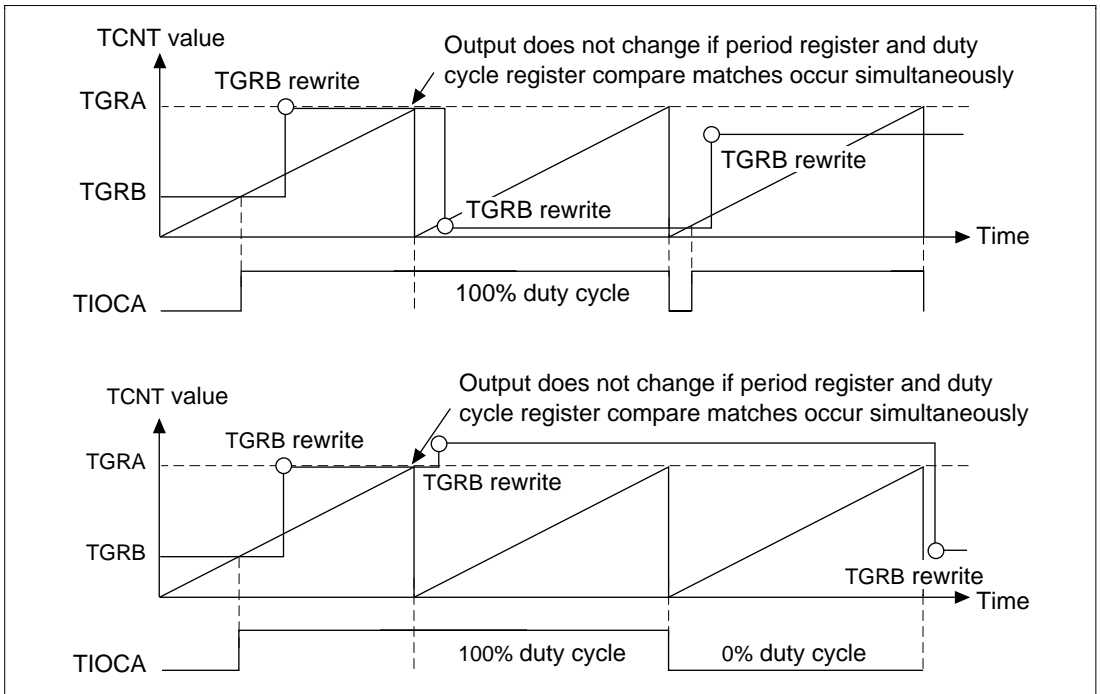 TCNT value
Output does not change if period register and duty
cycle register compare matches occur simultaneously
TGRB rewrite
TGRA
TGRB rewrite
TGRB
TGRB rewrite
Time
100% duty cycle
TIOCA
TCNT value
Output does not change if period register and duty
cycle register compare matches occur simultaneously
TGRB rewrite
TGRA
TGRB rewrite
TGRB
TGRB rewrite
Time
100% duty cycle
0% duty cycle
TIOCA